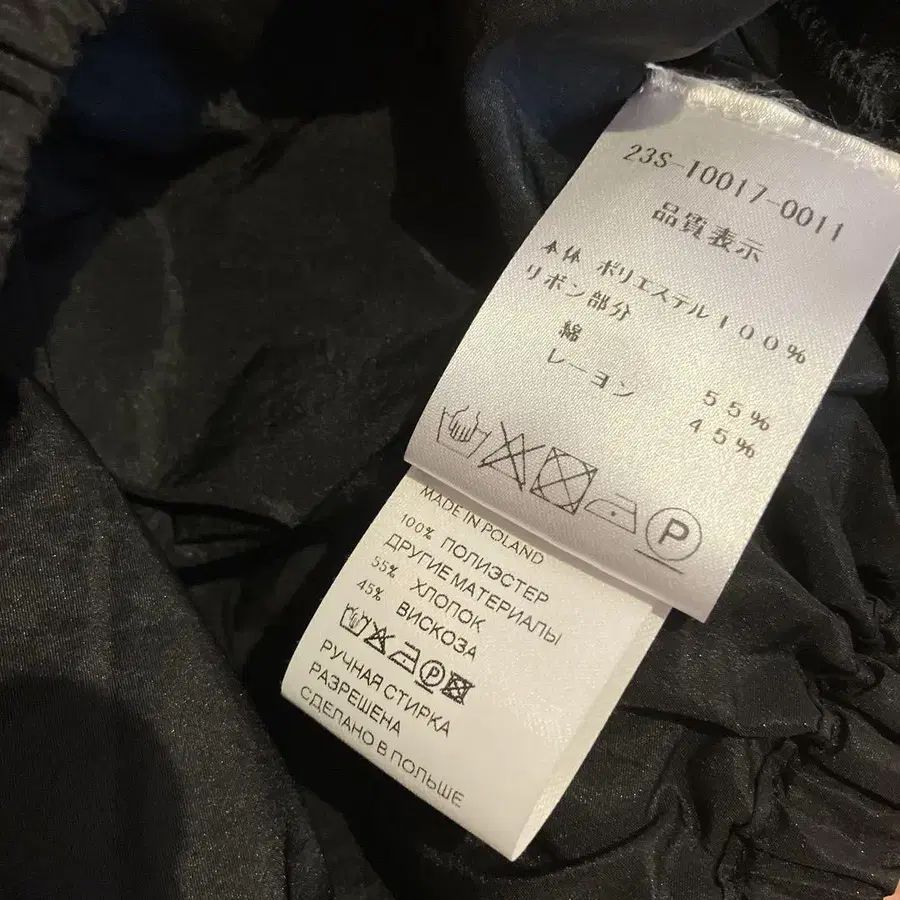 23S-10017-0011
品質表示
本体 ポリエステル100%
リボン部分
綿 55%
レーヨン 45%
P
MADE IN POLAND
100% ПОЛИЭСТЕР
ДРУГИЕ МАТЕРИАЛЫ
55% ХЛОПОК
45% ВИСКОЗА
P
РУЧНАЯ СТИРКА
РАЗРЕШЕНА
СДЕЛАНО В ПОЛЬШЕ